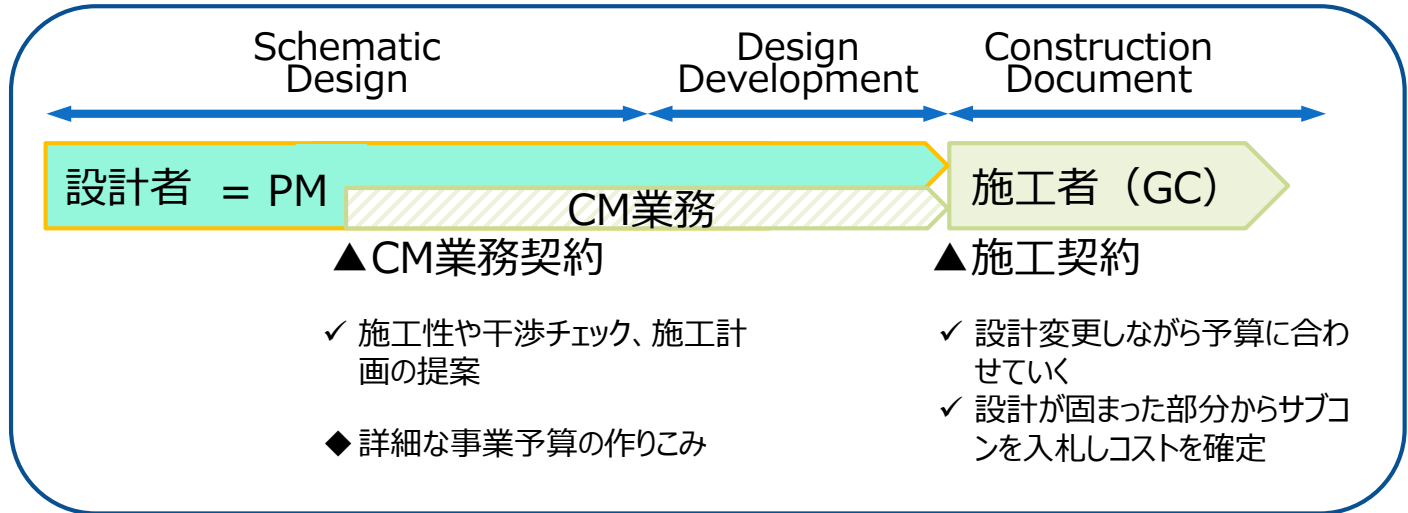 Schematic
Design
Design
Development
Construction
Document
設計者 = PM
CM業務
施工者（GC）
▲CM業務契約
▲施工契約
✓ 施工性や干渉チェック、施工計
画の提案
◆ 詳細な事業予算の作りこみ
✓ 設計変更しながら予算に合わ
せていく
✓ 設計が固まった部分からサブコ
ンを入札しコストを確定